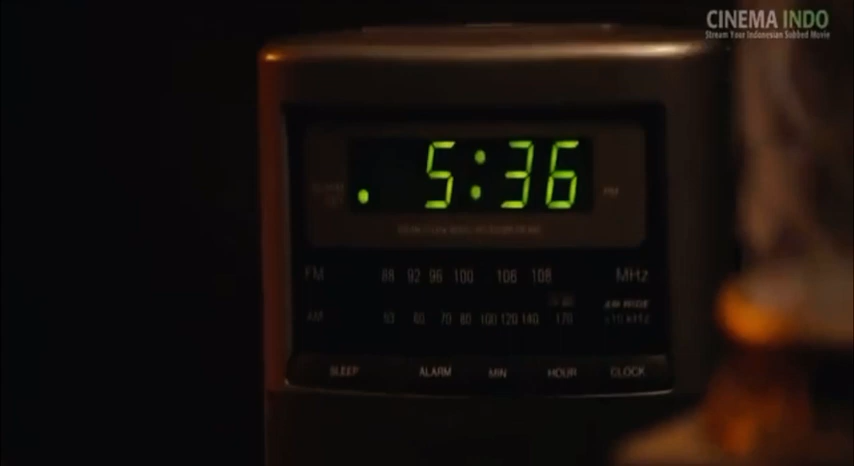 CINEMA INDO
Stream Your Indonesian Subbed Movie
5:36
PM
FM 88 92 96 100 106 108 MHz
AM 53 60 70 80 100 120 140 170
SLEEP ALARM MIN HOUR CLOCK